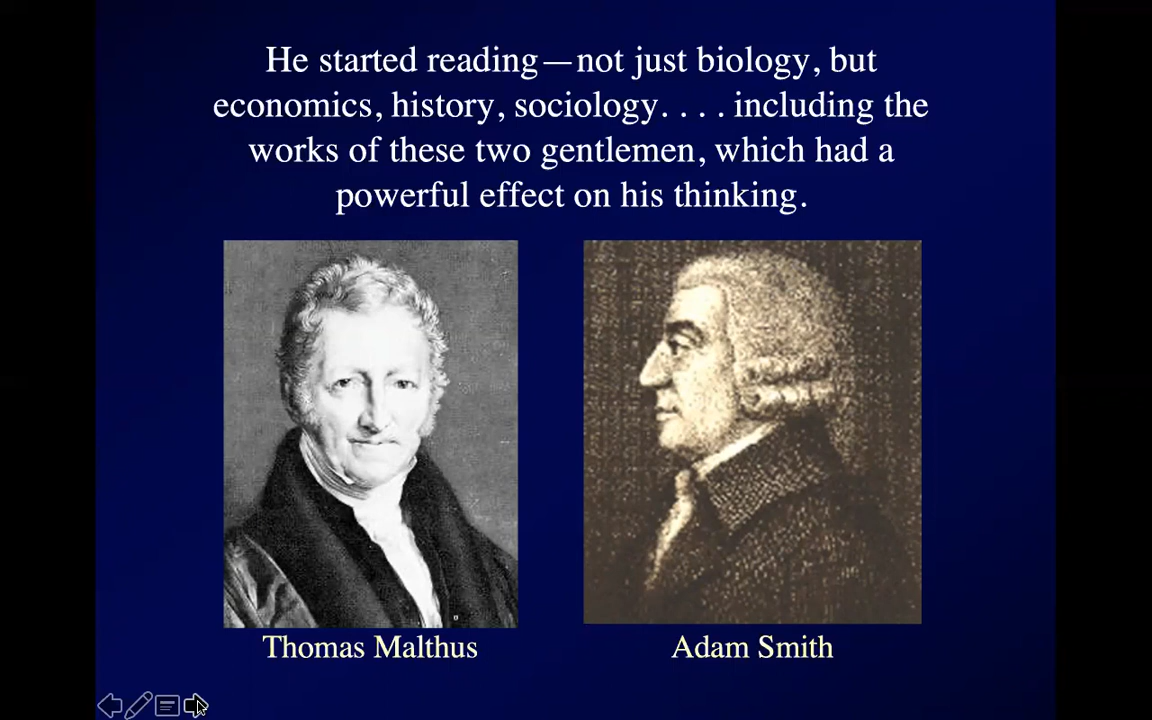 He started reading—not just biology, but
economics, history, sociology. . . . including the
works of these two gentlemen, which had a
powerful effect on his thinking.
Thomas Malthus
Adam Smith